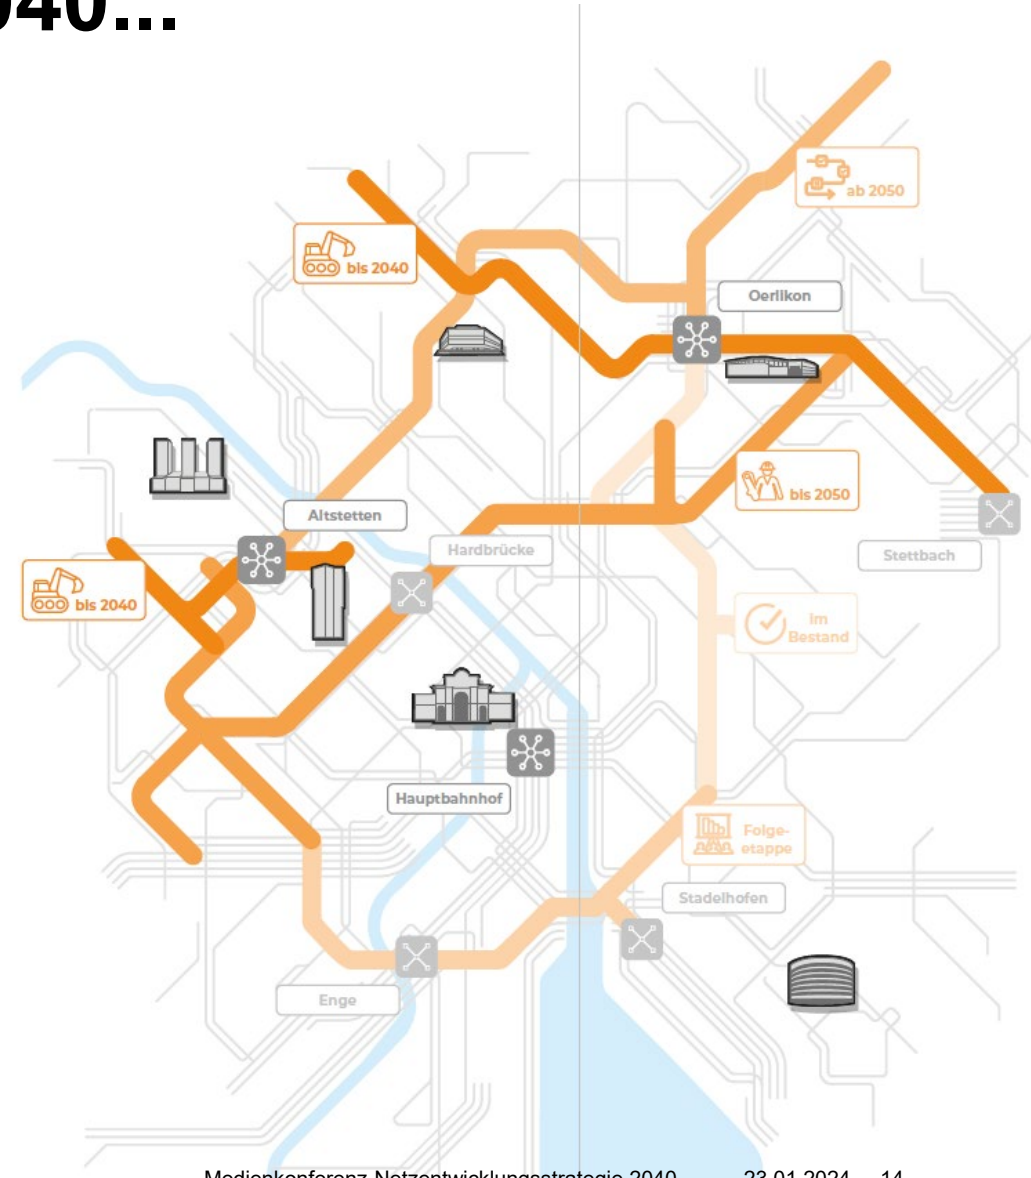 040...
ab 2050
bis 2040
Oerlikon
bis 2050
Altstetten
Hardbrücke
Stettbach
bis 2040
Im
Bestand
Hauptbahnhof
Folge-
etappe
Stadelhofen
Enge
Medienkonferenz Netzentwicklungsstrategie 2040 23.01.2024 14